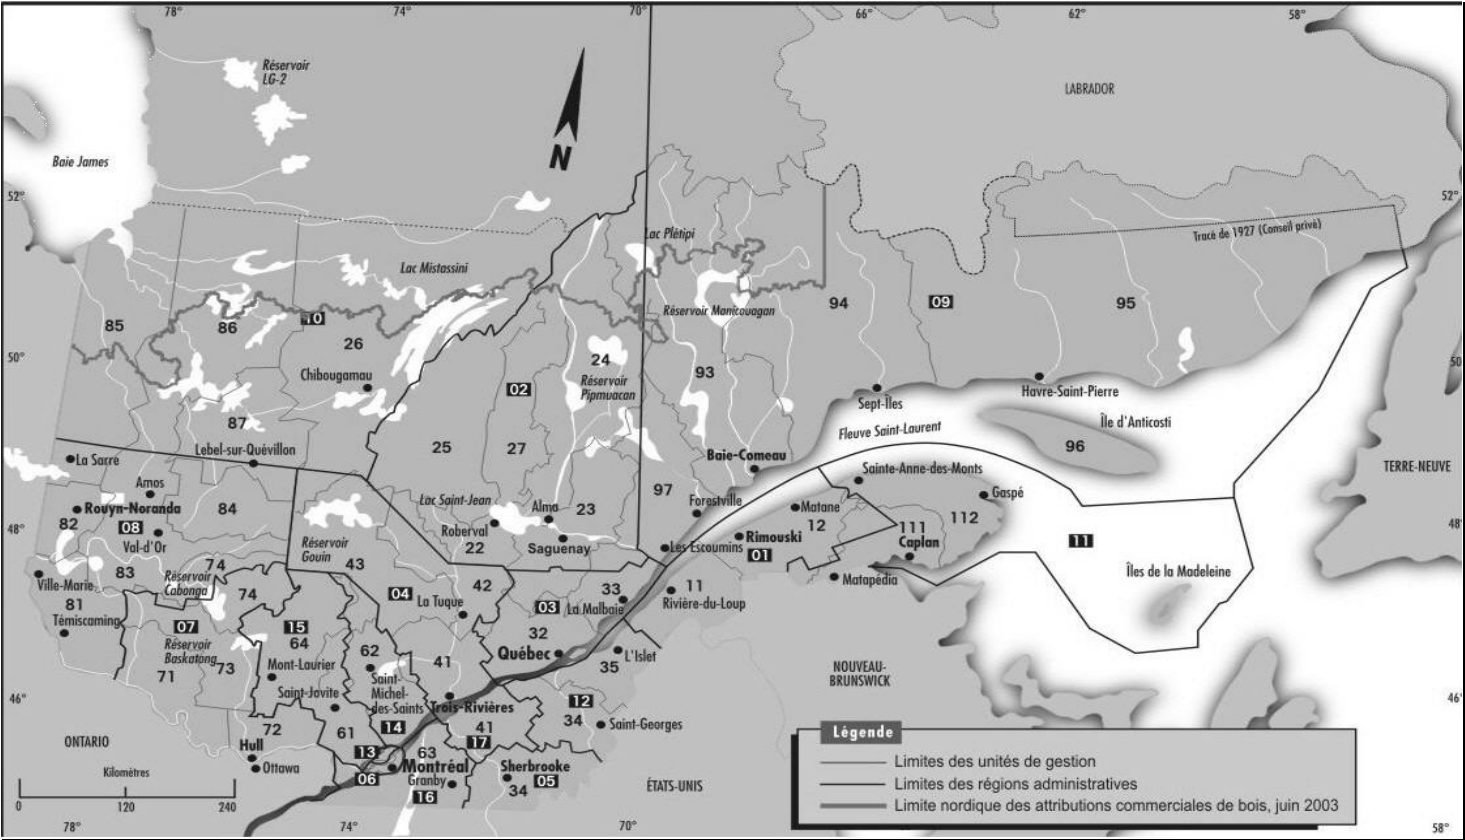 78°
74°
70°
66°
62°
58°
Réservoir
LG-2
LABRADOR
Baie James
N
52°
52°
Lac Plétipi
Tracé de 1927 (Conseil privé)
Lac Mistassini
94
09
95
85
86
10
26
Réservoir Manicouagan
50°
50
24
93
Chibougamau
02
Réservoir
Pipmuacan
Havre-Saint-Pierre
Sept-Îles
Île d'Anticosti
87
Fleuve Saint-Laurent
96
25
27
Lebel-sur-Quévillon
La Sarre
Baie-Comeau
Sainte-Anne-des-Monts
TERRE-NEUVE
Amos
97
Gaspé
Lac Saint-Jean
Alma
Forestville
Rouyn-Noranda
84
23
Matane
112
48°
82
08
Roberval
12
111
48
Val-d'Or
Réservoir
Gouin
22
Saguenay
Les Escoumins
Rimouski
Caplan
11
01
43
74
83
Réservoir
Cabonga
Îles de la Madeleine
Matapédia
Ville-Marie
42
33
11
74
04
81
La Tuque
03
La Malbaie
Rivière-du-Loup
Témiscaming
07
15
32
Réservoir
Baskatong
64
62
Québec
L'Islet
71
73
Mont-Laurier
41
35
NOUVEAU-
BRUNSWICK
Saint-
Michel-
des-Saints
Saint-Jovite
46°
46°
12
Trois-Rivières
34
Saint-Georges
72
61
14
41
Légende
ONTARIO
Hull
13
63
17
Limites des unités de gestion
Ottawa
Montréal
Sherbrooke
Kilomètres
06
Granby
05
ÉTATS-UNIS
Limites des régions administratives
16
34
Limite nordique des attributions commerciales de bois, juin 2003
0
120
240
78°
74°
70°
58°